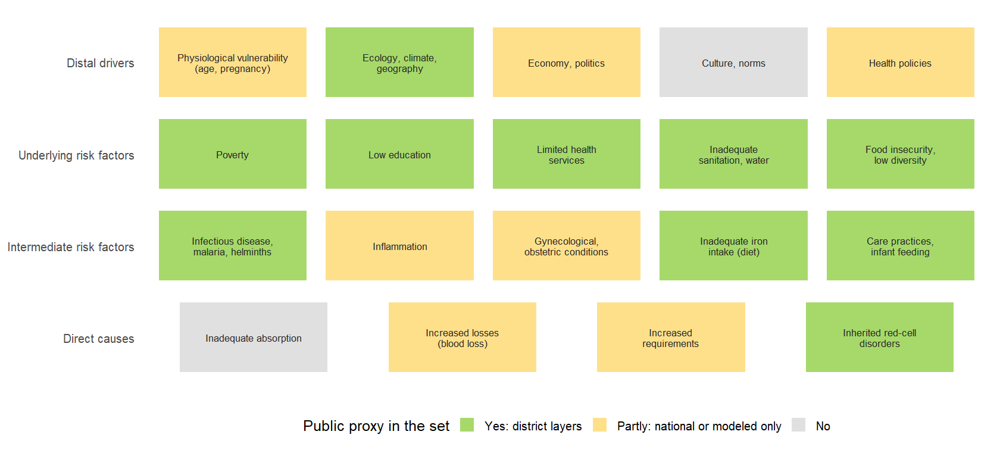 Distal drivers
Physiological vulnerability
(age, pregnancy)
Ecology, climate,
geography
Economy, politics
Culture, norms
Health policies
Underlying risk factors
Poverty
Low education
Limited health
services
Inadequate
sanitation, water
Food insecurity,
low diversity
Intermediate risk factors
Infectious disease,
malaria, helminths
Inflammation
Gynecological,
obstetric conditions
Inadequate iron
intake (diet)
Care practices,
infant feeding
Direct causes
Inadequate absorption
Increased losses
(blood loss)
Increased
requirements
Inherited red-cell
disorders
Public proxy in the set
Yes: district layers
Partly: national or modeled only
No